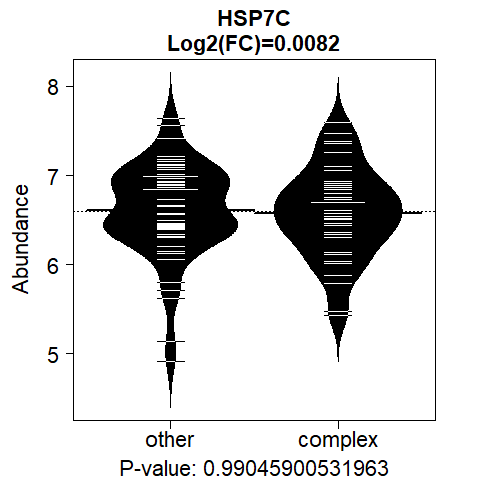 HSP7C
Log2(FC)=0.0082
8
7
6
5
Abundance
other complex
P-value: 0.99045900531963